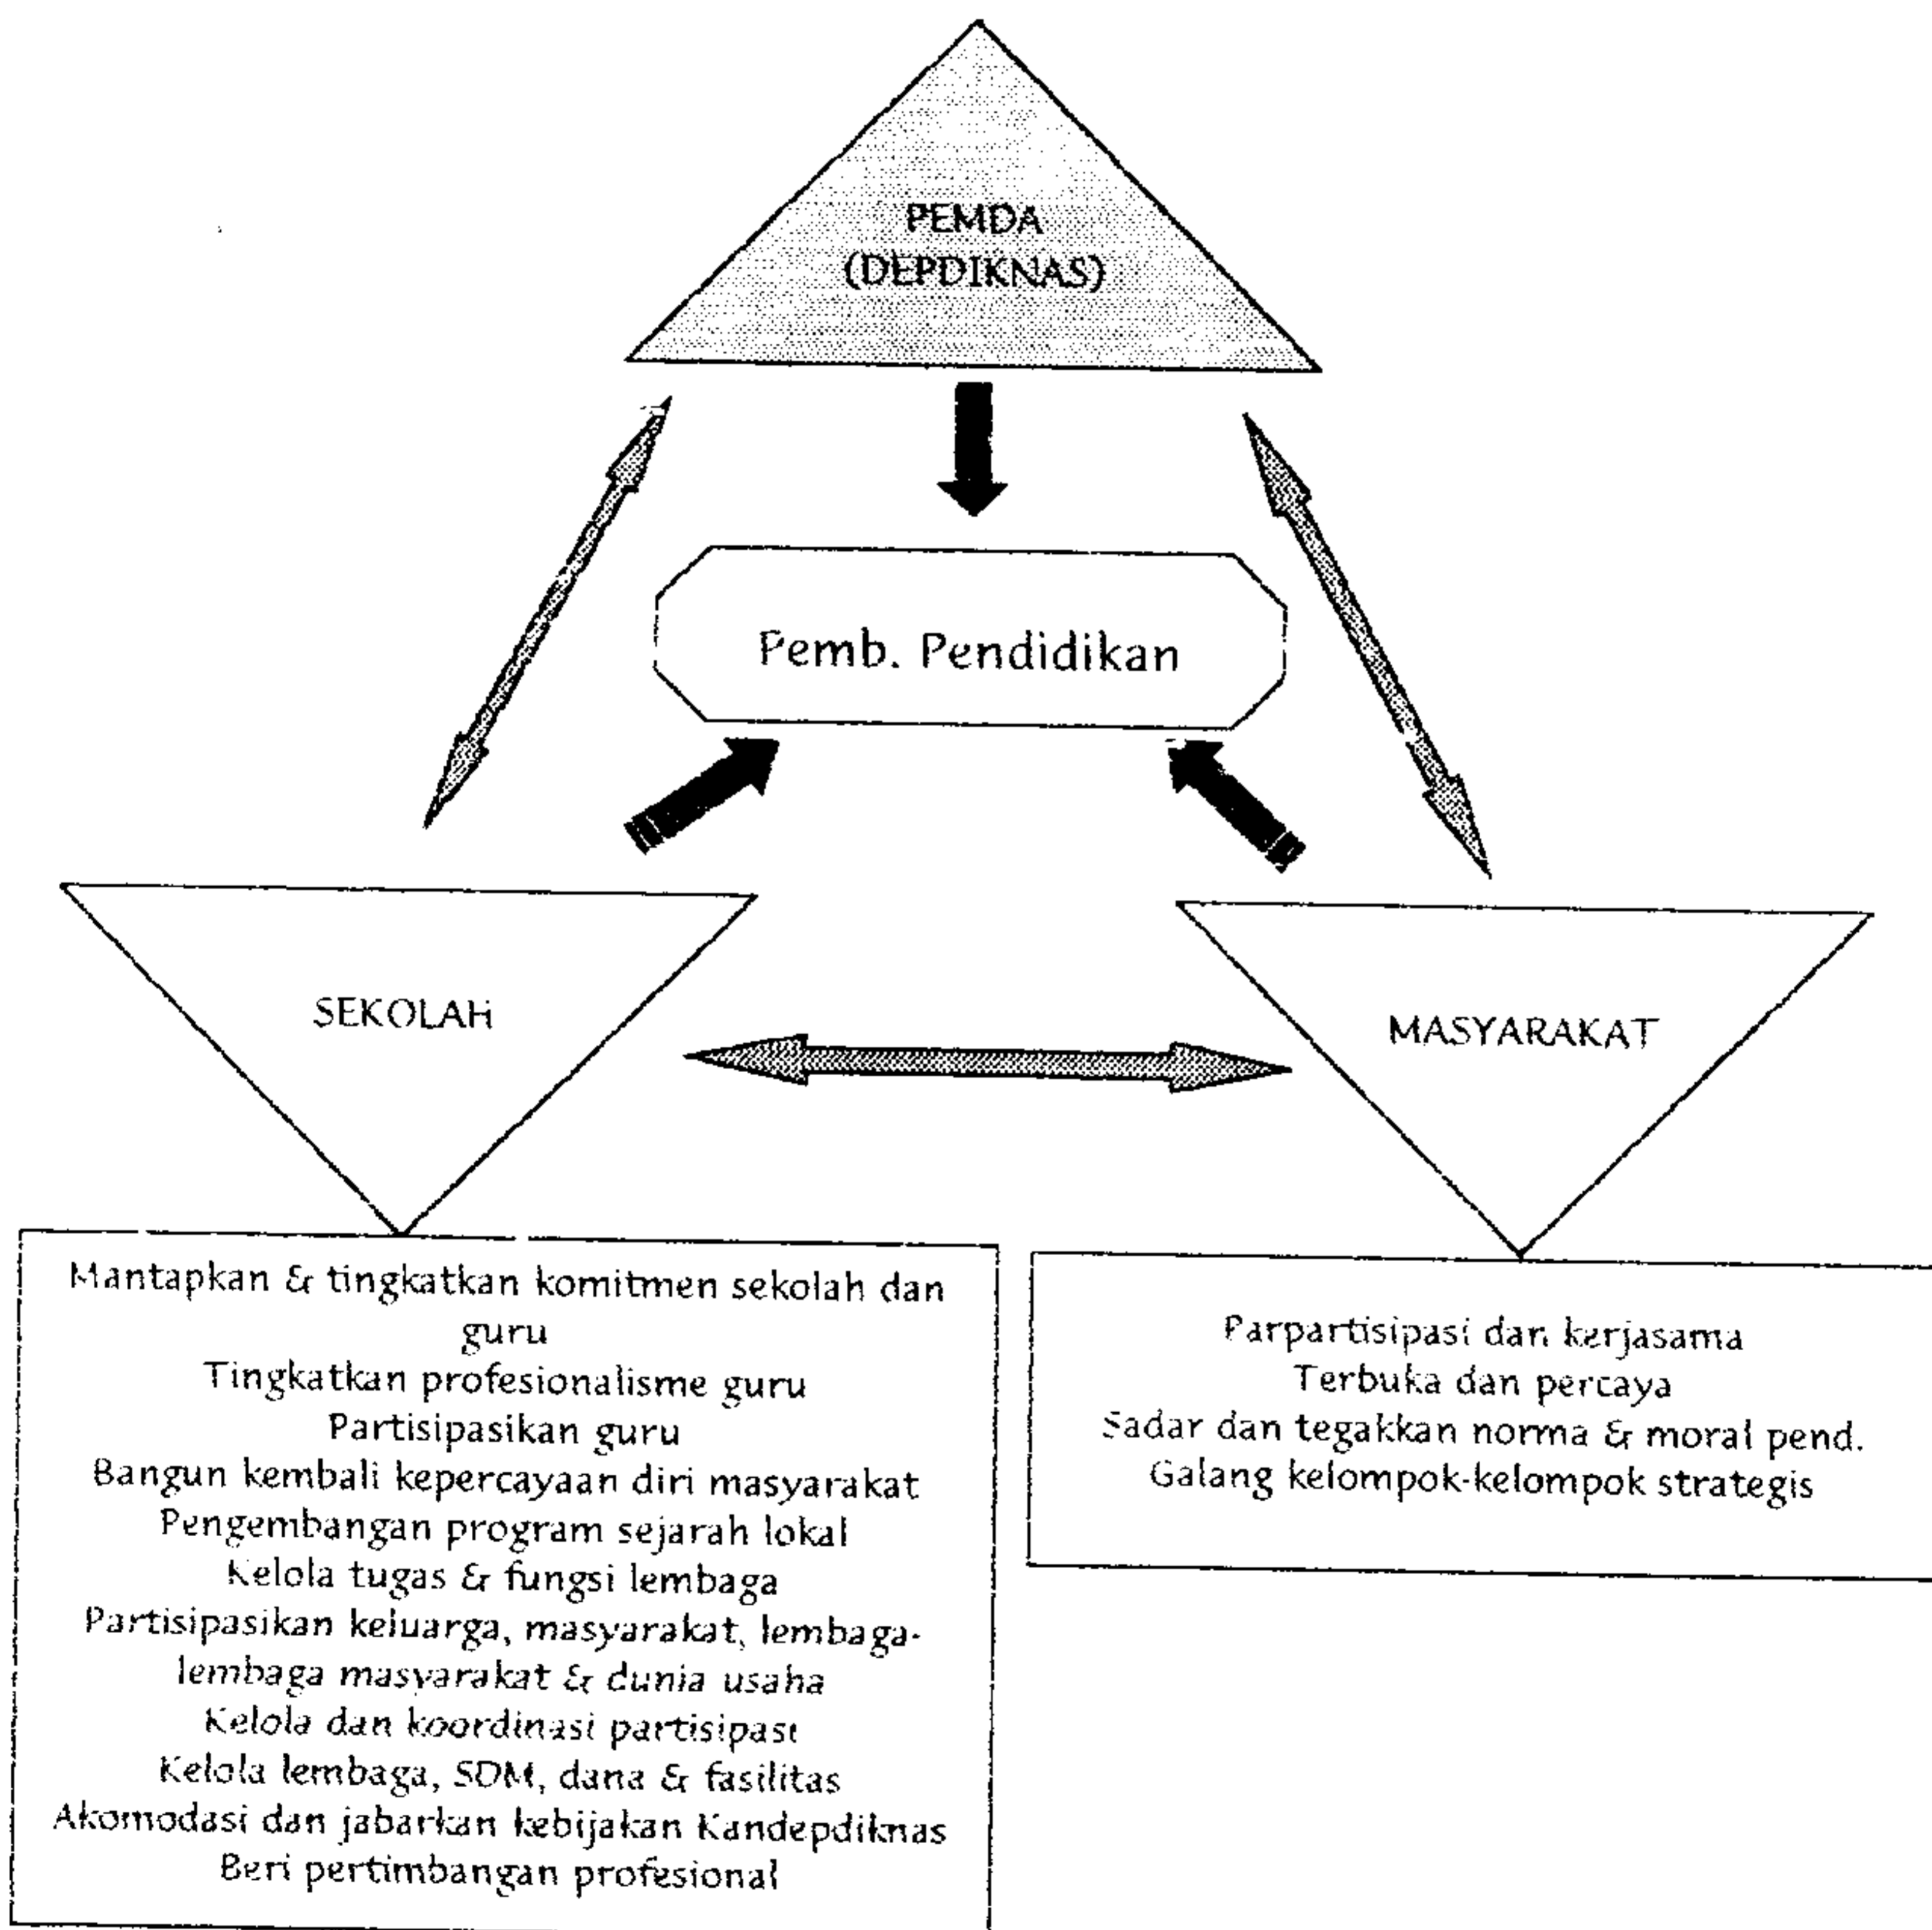 PEMDA
(DEPDIKNAS)
Pemb. Pendidikan
SEKOLAH
MASYARAKAT
Mantapkan & tingkatkan komitmen sekolah dan
guru
Tingkatkan profesionalisme guru
Partisipasikan guru
Bangun kembali kepercayaan diri masyarakat
Pengembangan program sejarah lokal
Kelola tugas & fungsi lembaga
Partisipasikan keluarga, masyarakat, lembaga-
lembaga masyarakat & dunia usaha
Kelola dan koordinasi partisipasi
Kelola lembaga, SDM, dana & fasilitas
Akomodasi dan jabarkan kebijakan Kandepdiknas
Beri pertimbangan profesional
Parpartisipasi dan kerjasama
Terbuka dan percaya
Sadar dan tegakkan norma & moral pend.
Galang kelompok-kelompok strategis